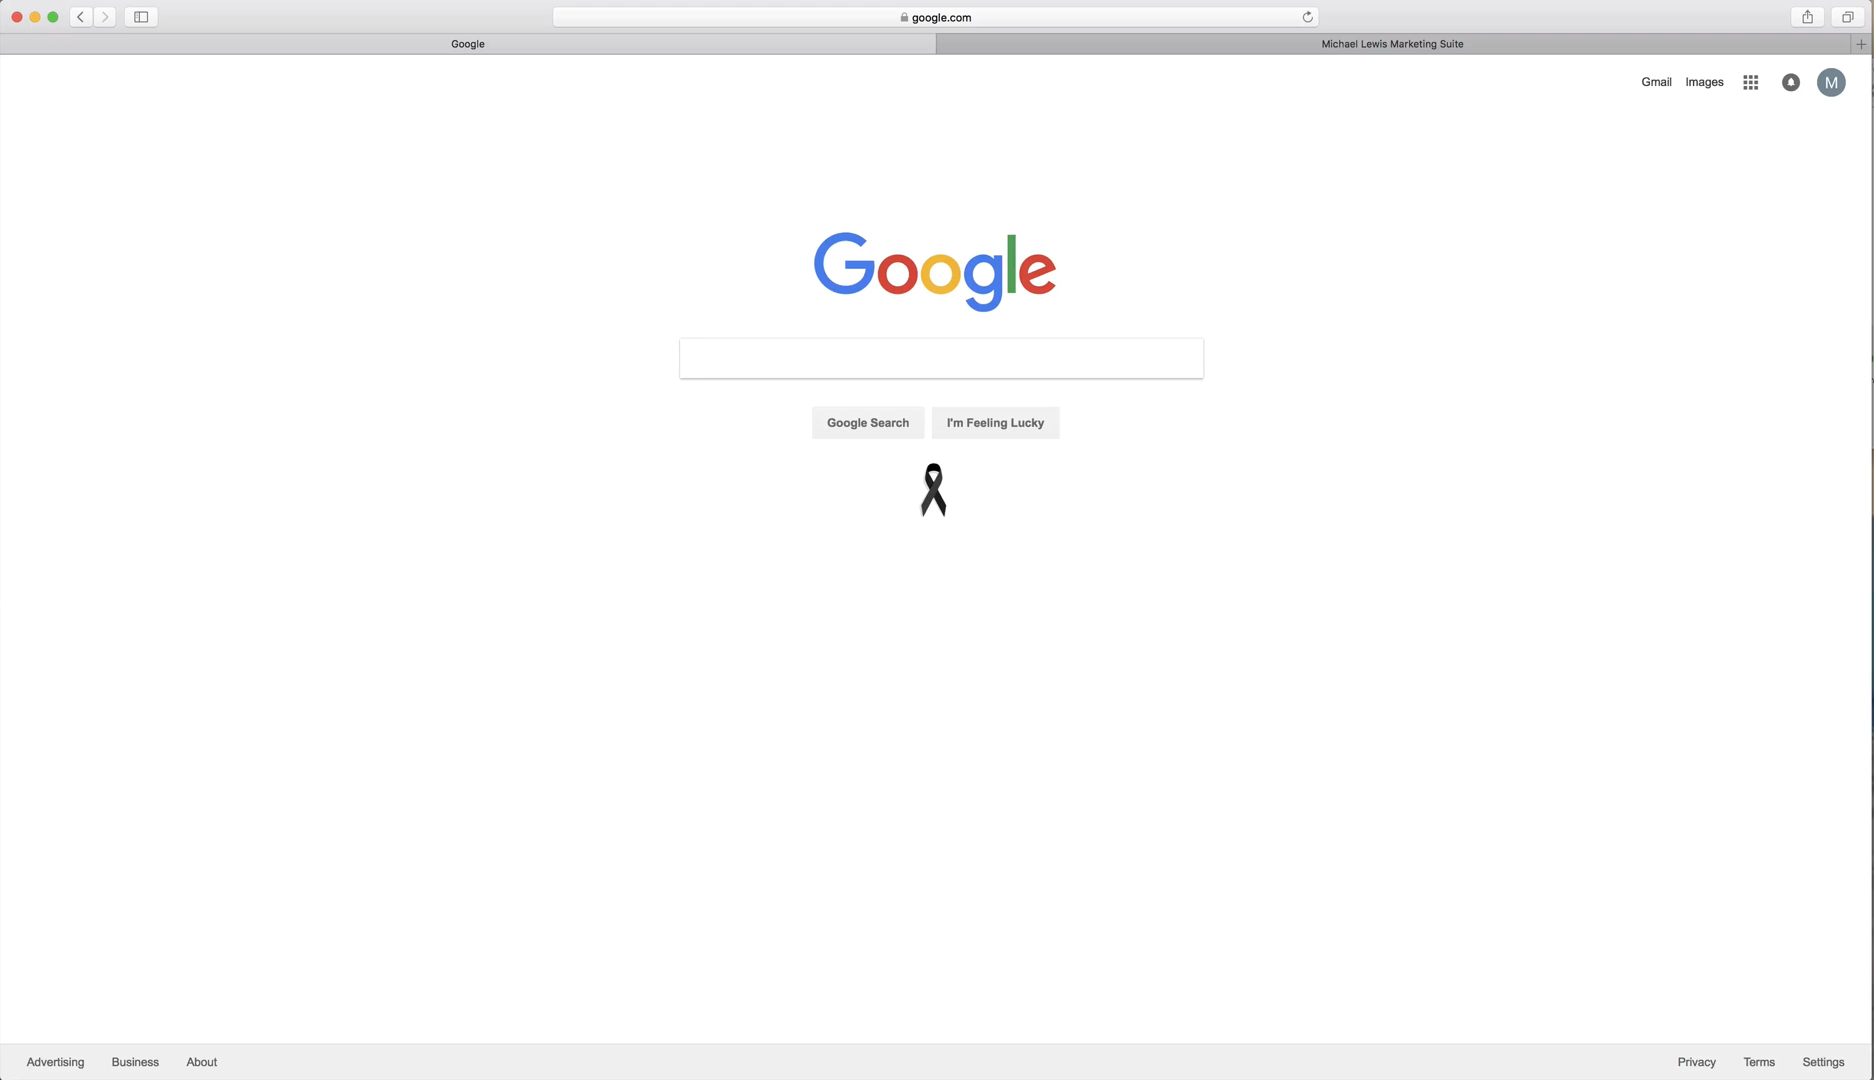 google.com
Google
Michael Lewis Marketing Suite
Gmail Images
M
Google
Google Search I'm Feeling Lucky
Advertising Business About Privacy Terms Settings